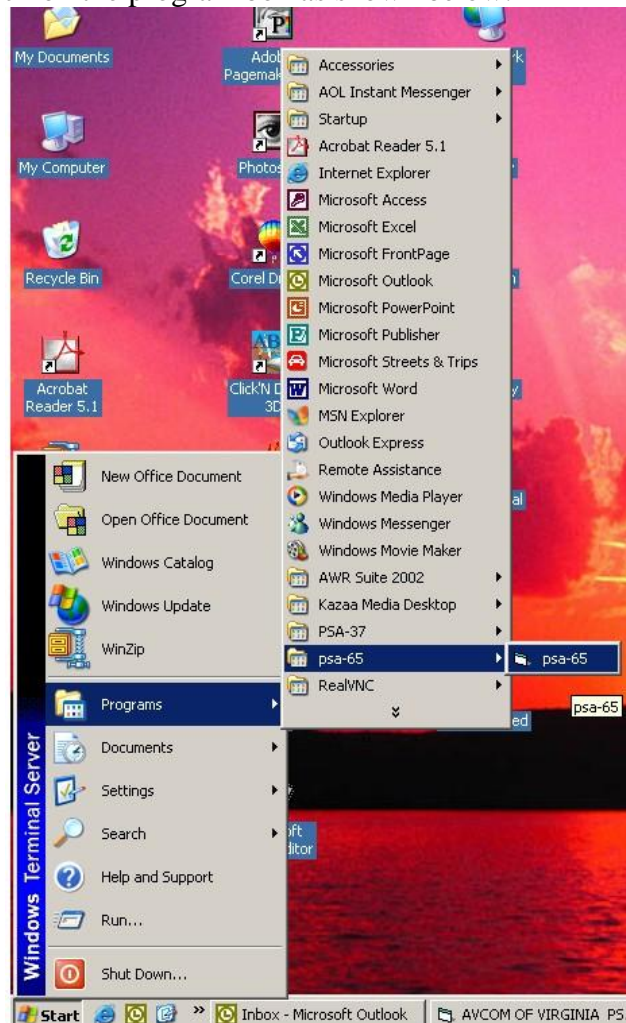 My Documents
My Computer
Recycle Bin
Acrobat
Reader 5.1
Accessories
AOL Instant Messenger
Startup
Acrobat Reader 5.1
Internet Explorer
Microsoft Access
Microsoft Excel
Microsoft FrontPage
Microsoft Outlook
Microsoft PowerPoint
Microsoft Publisher
Microsoft Streets & Trips
Microsoft Word
MSN Explorer
Outlook Express
Remote Assistance
Windows Media Player
Windows Messenger
Windows Movie Maker
AWR Suite 2002
Kazaa Media Desktop
PSA-37
psa-65
RealVNC
psa-65
psa-65
New Office Document
Open Office Document
Windows Catalog
Windows Update
WinZip
Programs
Documents
Settings
Search
Help and Support
Run...
Shut Down...
Windows Terminal Server
Start
Inbox - Microsoft Outlook
AVCOM OF VIRGINIA PS